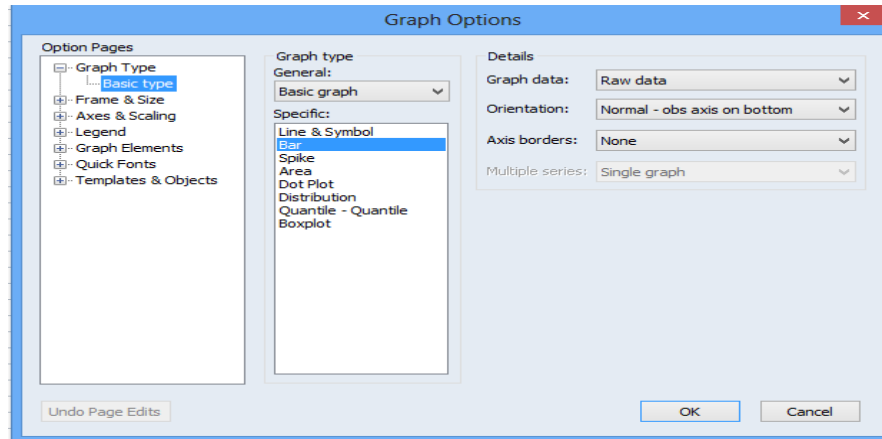 Graph Options
Option Pages
Graph Type
Basic type
Frame & Size
Axes & Scaling
Legend
Graph Elements
Quick Fonts
Templates & Objects
Graph type
General:
Basic graph
Specific:
Line & Symbol
Bar
Spike
Area
Dot Plot
Distribution
Quantile - Quantile
Boxplot
Details
Graph data: Raw data
Orientation: Normal - obs axis on bottom
Axis borders: None
Multiple series: Single graph
Undo Page Edits
OK
Cancel